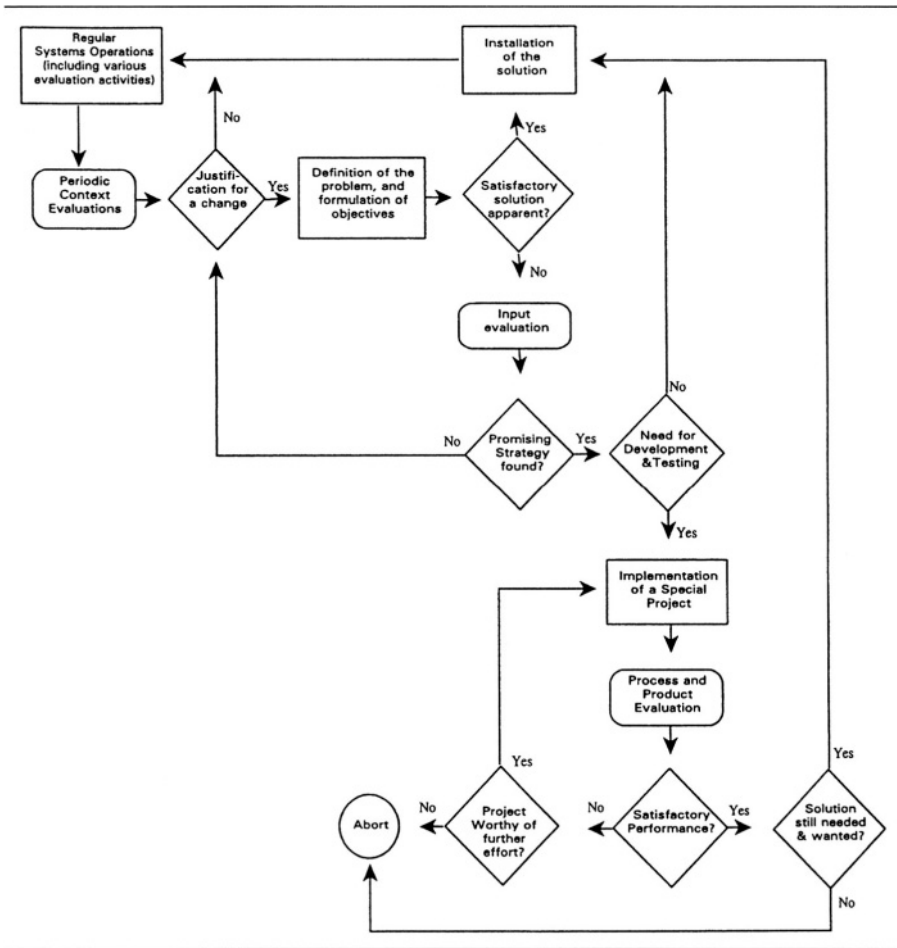 Regular
Systems Operations
(including various
evaluation activities)
Installation
of the
solution
No
Yes
Periodic
Context
Evaluations
Justifi-
cation for
a change
Yes
Definition of the
problem, and
formulation of
objectives
Satisfactory
solution
apparent?
No
Input
evaluation
No
No
Promising
Strategy
found?
Yes
Need for
Development
&Testing
Yes
Implementation
of a Special
Project
Process and
Product
Evaluation
Yes
Yes
Abort
No
Project
Worthy of
further
effort?
No
Satisfactory
Performance?
Yes
Solution
still needed
& wanted?
No